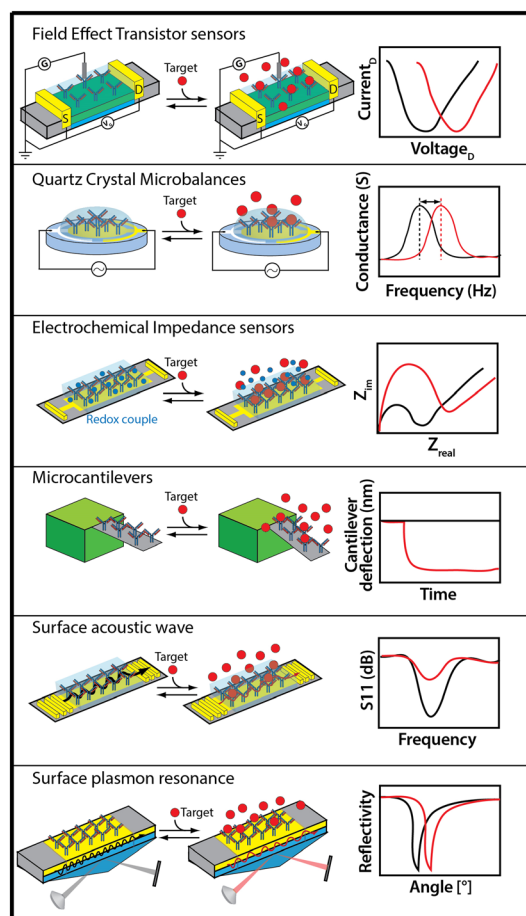 Field Effect Transistor sensors
G
Target
G
D
S
D
S
Current_D
Voltage_D
Quartz Crystal Microbalances
Target
Conductance (S)
Frequency (Hz)
Electrochemical Impedance sensors
Target
Redox couple
Z_Im
Z_real
Microcantilevers
Target
Cantilever
deflection (nm)
Time
Surface acoustic wave
Target
S11 (dB)
Frequency
Surface plasmon resonance
Target
Reflectivity
Angle [°]